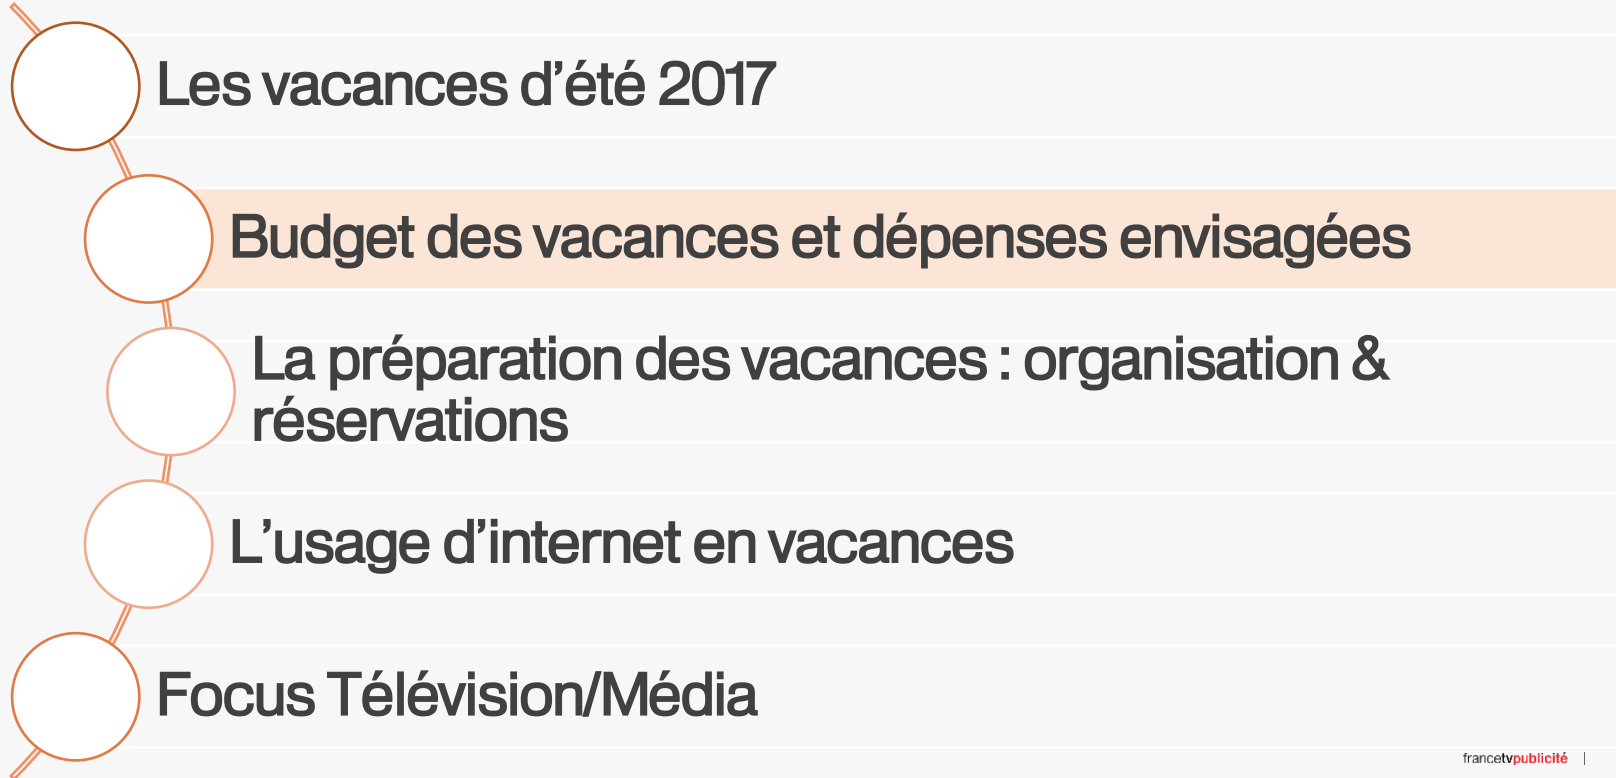 Les vacances d’été 2017
Budget des vacances et dépenses envisagées
La préparation des vacances : organisation &
réservations
L’usage d’internet en vacances
Focus Télévision/Média
francetvpublicité |